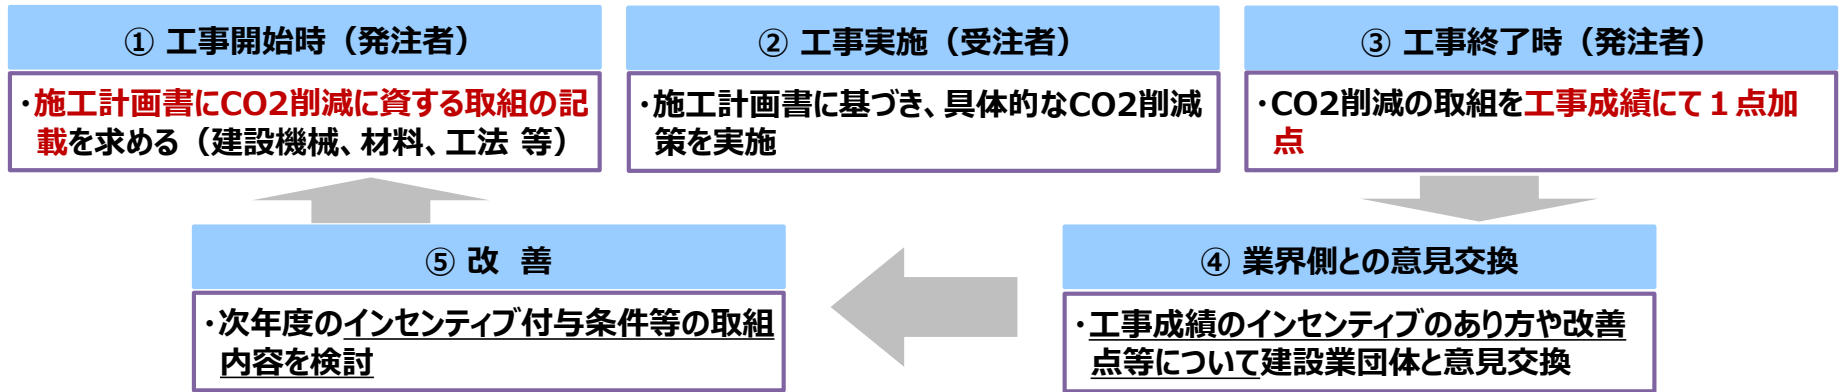 ① 工事開始時（発注者）
・施工計画書にCO2削減に資する取組の記
載を求める（建設機械、材料、工法 等）
② 工事実施（受注者）
・施工計画書に基づき、具体的なCO2削減
策を実施
③ 工事終了時（発注者）
・CO2削減の取組を工事成績にて１点加
点
④ 業界側との意見交換
・工事成績のインセンティブのあり方や改善
点等について建設業団体と意見交換
⑤ 改　善
・次年度のインセンティブ付与条件等の取組
内容を検討